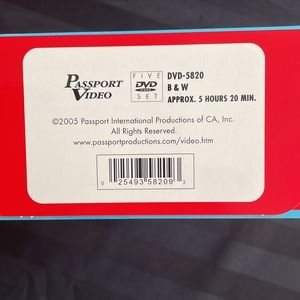 PASSPORT
VIDEO
FIVE
DVD
SET
DVD-5820
B & W
APPROX. 5 HOURS 20 MIN.
©2005 Passport International Productions of CA, Inc.
All Rights Reserved.
www.passportproductions.com/video.htm
0 25493 58209 3